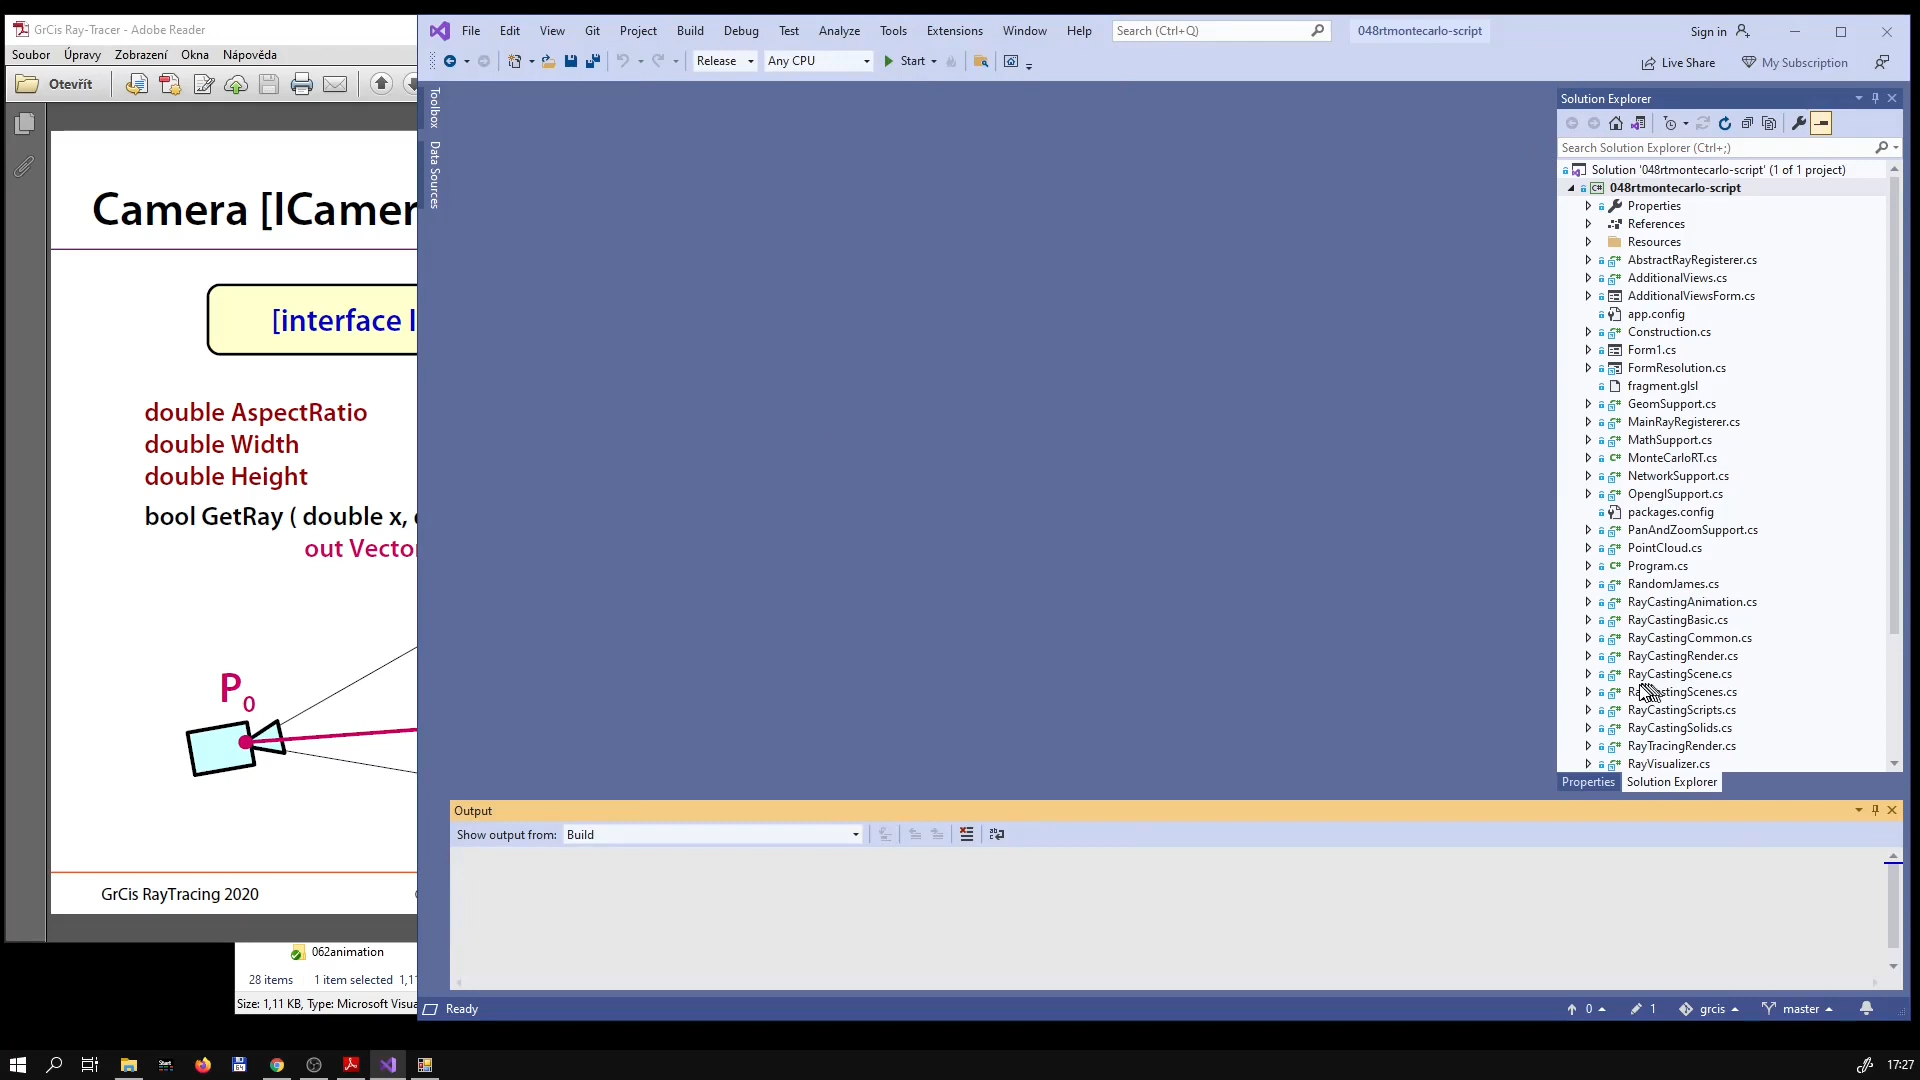 GrCis Ray-Tracer - Adobe Reader
Soubor Úpravy Zobrazení Okna Nápověda
Otevřít
Camera [ICamer
[interface I
double AspectRatio
double Width
double Height
bool GetRay ( double x,
out Vecto
P0
GrCis RayTracing 2020
062animation
28 items 1 item selected 1,1
Size: 1,11 KB, Type: Microsoft Visua
File Edit View Git Project Build Debug Test Analyze Tools Extensions Window Help
Search (Ctrl+Q)
048rtmontecarlo-script
Sign in
Release Any CPU Start
Live Share My Subscription
Toolbox
Data Sources
Solution Explorer
Search Solution Explorer (Ctrl+;)
Solution '048rtmontecarlo-script' (1 of 1 project)
048rtmontecarlo-script
Properties
References
Resources
AbstractRayRegisterer.cs
AdditionalViews.cs
AdditionalViewsForm.cs
app.config
Construction.cs
Form1.cs
FormResolution.cs
fragment.glsl
GeomSupport.cs
MainRayRegisterer.cs
MathSupport.cs
MonteCarloRT.cs
NetworkSupport.cs
OpenglSupport.cs
packages.config
PanAndZoomSupport.cs
PointCloud.cs
Program.cs
RandomJames.cs
RayCastingAnimation.cs
RayCastingBasic.cs
RayCastingCommon.cs
RayCastingRender.cs
RayCastingScene.cs
RayCastingScenes.cs
RayCastingScripts.cs
RayCastingSolids.cs
RayTracingRender.cs
RayVisualizer.cs
Properties Solution Explorer
Output
Show output from: Build
Ready
0 1 grcis master
17:27